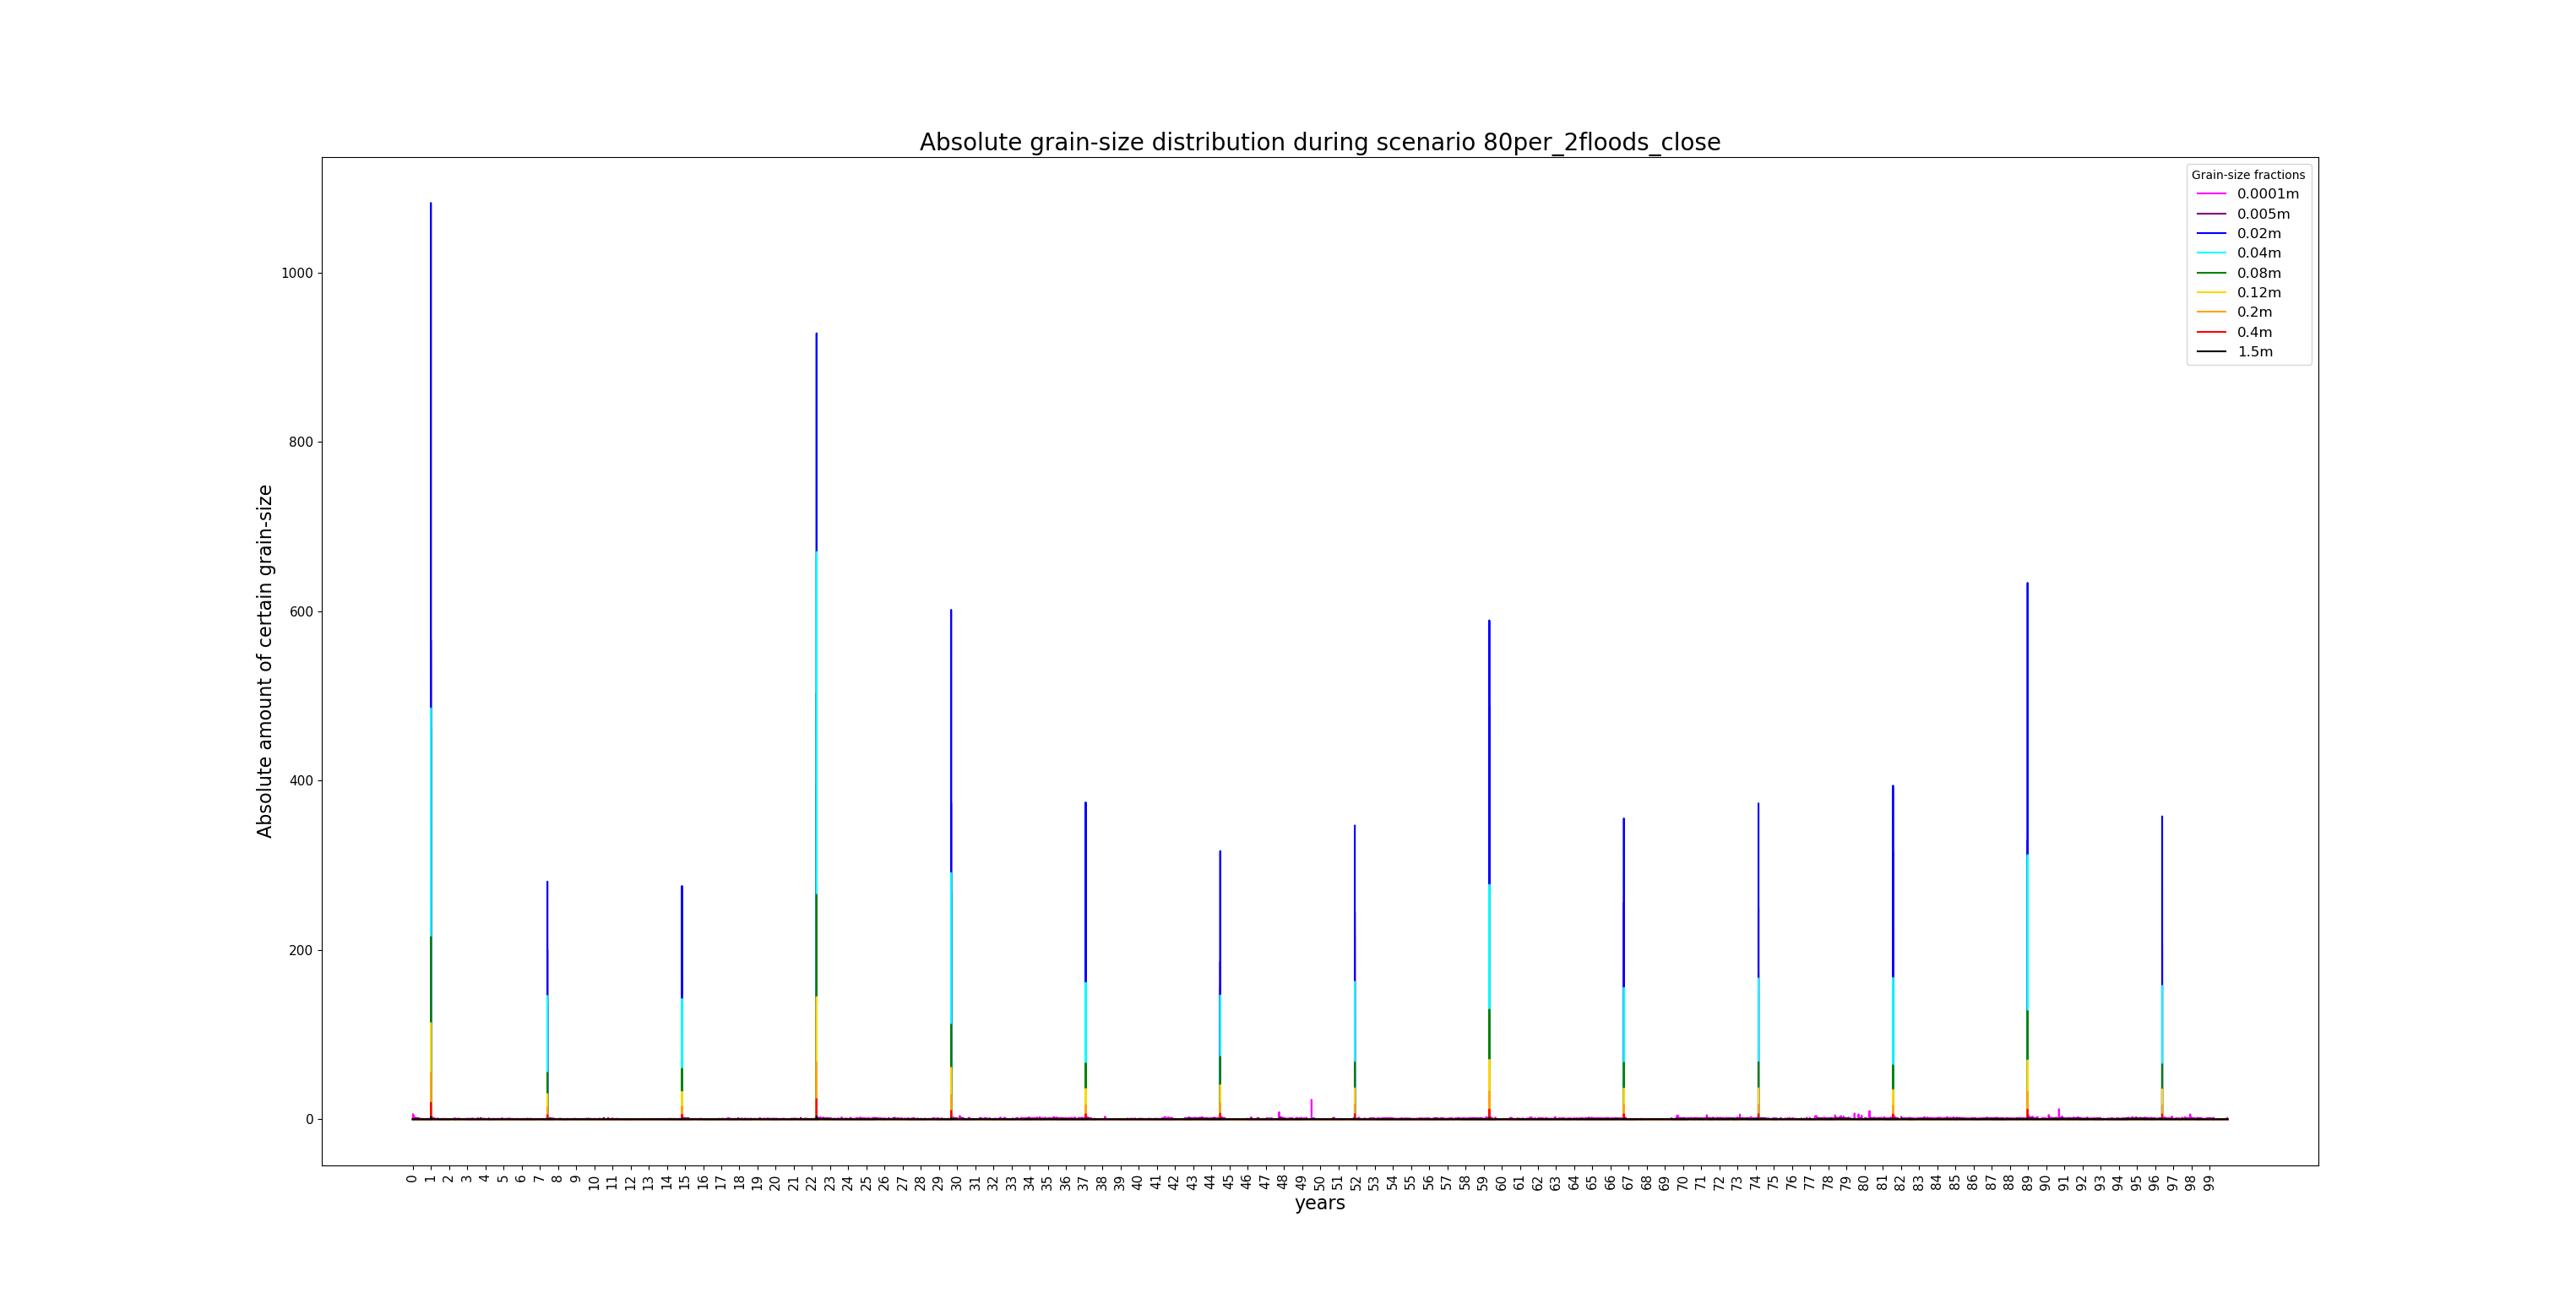 Absolute grain-size distribution during scenario 80per_2floods_close
Grain-size fractions
0.0001m
0.005m
0.02m
0.04m
0.08m
0.12m
0.2m
0.4m
1.5m
Absolute amount of certain grain-size
1000
800
600
400
200
0
0 1 2 3 4 5 6 7 8 9 10 11 12 13 14 15 16 17 18 19 20 21 22 23 24 25 26 27 28 29 30 31 32 33 34 35 36 37 38 39 40 41 42 43 44 45 46 47 48 49 50 51 52 53 54 55 56 57 58 59 60 61 62 63 64 65 66 67 68 69 70 71 72 73 74 75 76 77 78 79 80 81 82 83 84 85 86 87 88 89 90 91 92 93 94 95 96 97 98 99
years